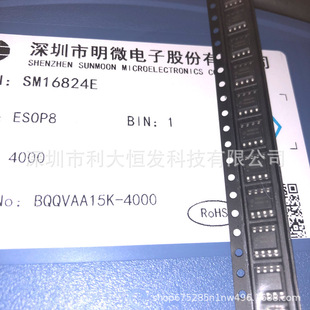 深圳市明微电子股份有
SHENZHEN SUNMOON MICROELECTRONICS CO
N: SM16824E
ESOP8
BIN: 1
4000
深圳市利大恒发科技有限公司
No: BQQVAA15K-4000
RoHS